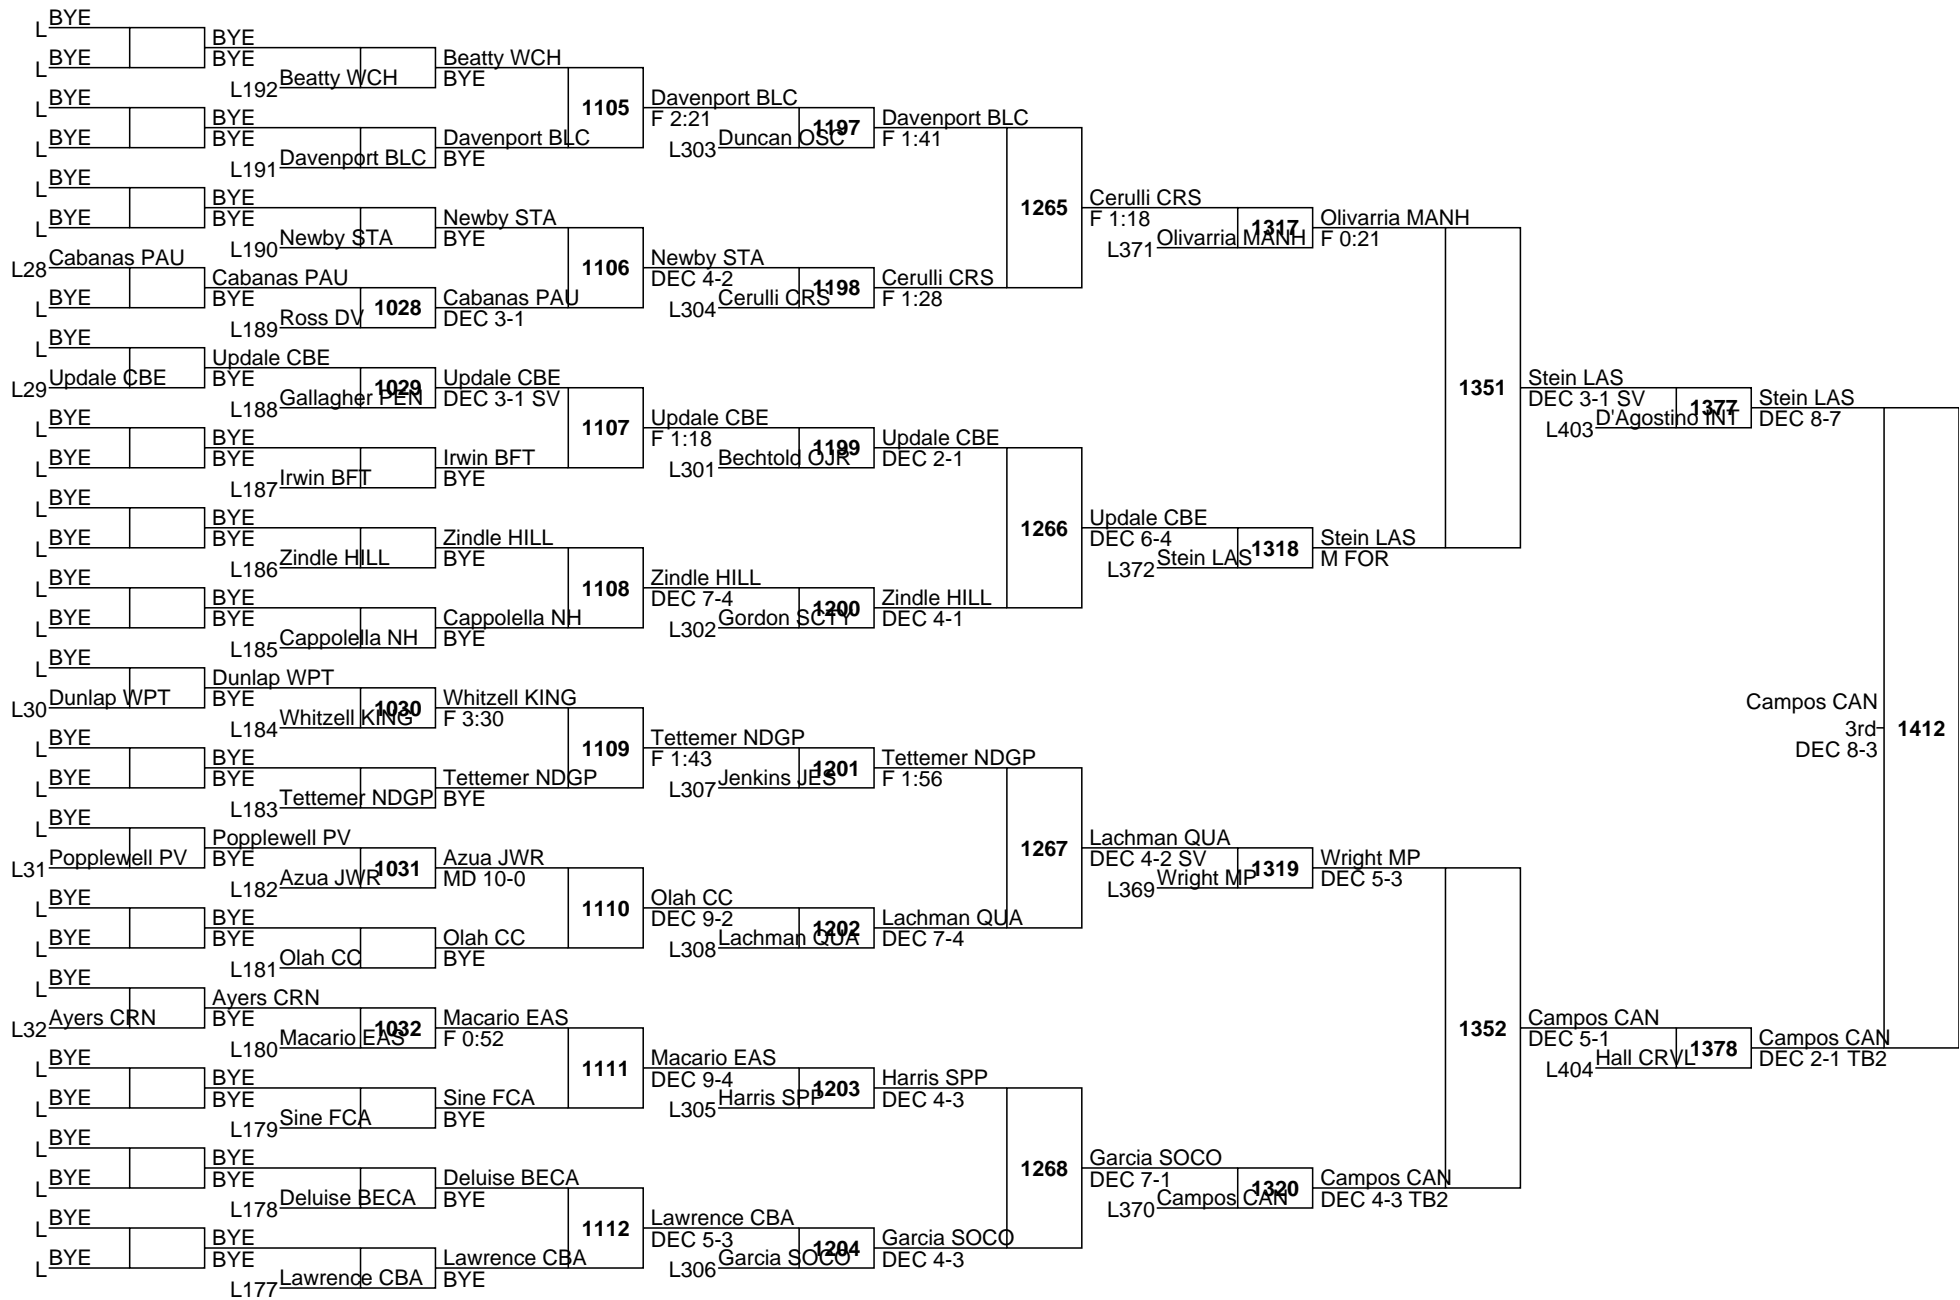 BYE
L
BYE
L
BYE
L
BYE
L
BYE
L
BYE
L
Cabanas PAU
L28
BYE
L
BYE
L
Updale CBE
L29
BYE
L
BYE
L
BYE
L
BYE
L
BYE
L
BYE
L
BYE
L
Dunlap WPT
L30
BYE
L
BYE
L
BYE
L
Popplewell PV
L31
BYE
L
BYE
L
BYE
L
Ayers CRN
L32
BYE
L
BYE
L
BYE
L
BYE
L
BYE
L
BYE
L
BYE
BYE
L192 Beatty WCH
BYE
BYE
L191 Davenport BLC
BYE
BYE
L190 Newby STA
Cabanas PAU
BYE
L189 Ross DV
1028
Updale CBE
BYE
L188 Gallagher PEN
1029
BYE
BYE
L187 Irwin BFT
BYE
BYE
L186 Zindle HILL
BYE
BYE
L185 Cappolella NH
Dunlap WPT
BYE
L184 Whitzell KING
1030
BYE
BYE
L183 Tettemer NDGP
Popplewell PV
BYE
L182 Azua JWR
1031
BYE
BYE
L181 Olah CC
Ayers CRN
BYE
L180 Macario EAS
1032
BYE
BYE
L179 Sine FCA
BYE
BYE
L178 Deluise BECA
BYE
BYE
L177 Lawrence CBA
Beatty WCH
BYE
1105
Davenport BLC
BYE
Newby STA
BYE
1106
Cabanas PAU
DEC 3-1
Updale CBE
DEC 3-1 SV
1107
Irwin BFT
BYE
Zindle HILL
BYE
1108
Cappolella NH
BYE
Whitzell KING
F 3:30
1109
Tettemer NDGP
BYE
Azua JWR
MD 10-0
1110
Olah CC
BYE
Macario EAS
F 0:52
1111
Sine FCA
BYE
Deluise BECA
BYE
1112
Lawrence CBA
BYE
Davenport BLC
F 2:21
1197
L303 Duncan OSC
Newby STA
DEC 4-2
1198
L304 Cerulli CRS
Updale CBE
F 1:18
1199
L301 Bechtold OJR
Zindle HILL
DEC 7-4
1200
L302 Gordon SCTY
Tettemer NDGP
F 1:43
1201
L307 Jenkins JES
Olah CC
DEC 9-2
1202
L308 Lachman QUA
Macario EAS
DEC 9-4
1203
L305 Harris SPP
Lawrence CBA
DEC 5-3
1204
L306 Garcia SOCO
Davenport BLC
F 1:41
1265
Cerulli CRS
F 1:28
Updale CBE
DEC 2-1
1266
Zindle HILL
DEC 4-1
Tettemer NDGP
F 1:56
1267
Lachman QUA
DEC 7-4
Harris SPP
DEC 4-3
1268
Garcia SOCO
DEC 4-3
Cerulli CRS
F 1:18
1317
L371 Olivarria MANH
Updale CBE
DEC 6-4
1318
L372 Stein LAS
Lachman QUA
DEC 4-2 SV
1319
L369 Wright MP
Garcia SOCO
DEC 7-1
1320
L370 Campos CAN
Olivarria MANH
F 0:21
1351
Stein LAS
M FOR
Wright MP
DEC 5-3
1352
Campos CAN
DEC 4-3 TB2
Stein LAS
DEC 3-1 SV
1377
L403 D'Agostino INT
Campos CAN
DEC 5-1
1378
L404 Hall CRVL
Stein LAS
DEC 8-7
Campos CAN
3rd
DEC 8-3
1412
Campos CAN
DEC 2-1 TB2